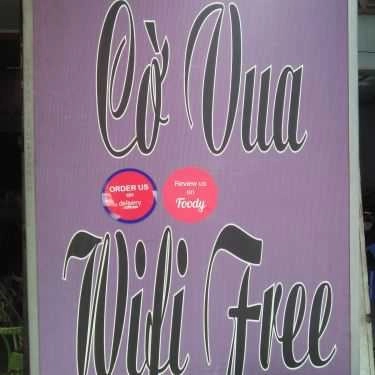 Cờ Vua
ORDER US
on
delivery
Review us
on
Foody
Wifi Free